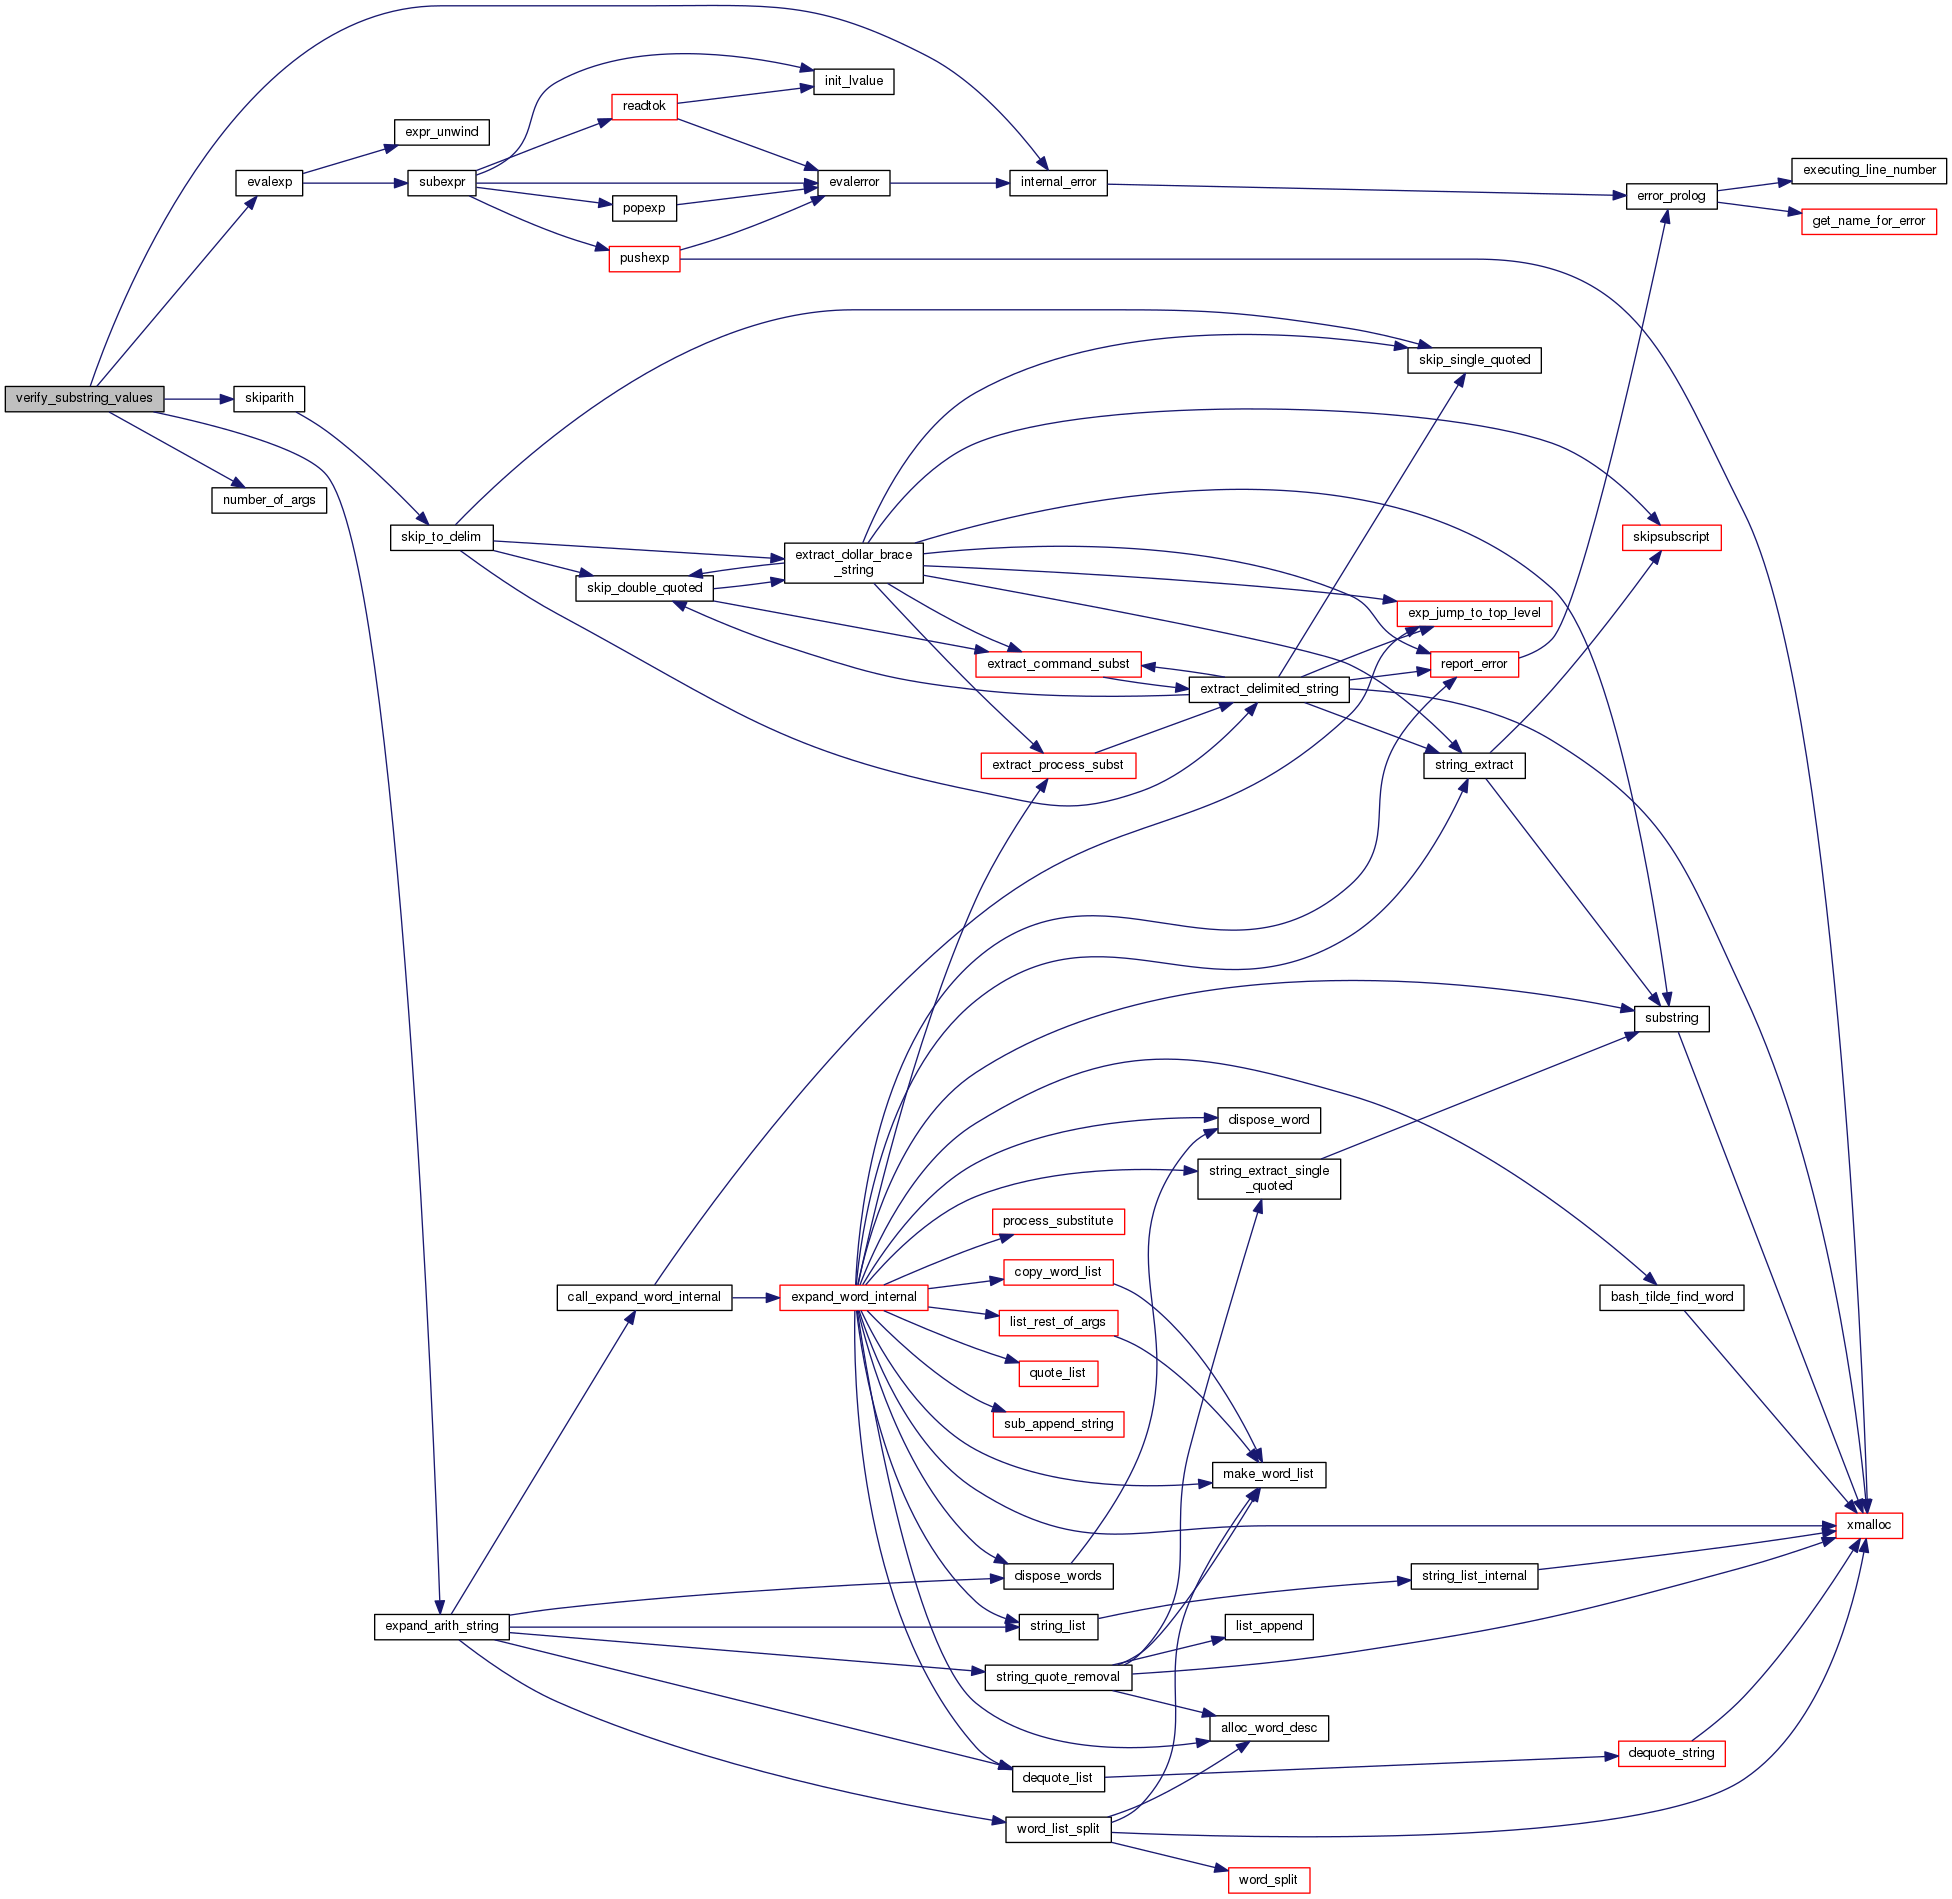 init_lvalue
readtok
expr_unwind
executing_line_number
evalexp
subexpr
evalerror
internal_error
error_prolog
popexp
get_name_for_error
pushexp
skip_single_quoted
verify_substring_values
skiparith
number_of_args
skip_to_delim
skipsubscript
extract_dollar_brace
_string
skip_double_quoted
exp_jump_to_top_level
extract_command_subst
report_error
extract_delimited_string
extract_process_subst
string_extract
substring
dispose_word
string_extract_single
_quoted
process_substitute
copy_word_list
call_expand_word_internal
expand_word_internal
bash_tilde_find_word
list_rest_of_args
quote_list
sub_append_string
make_word_list
xmalloc
dispose_words
string_list_internal
expand_arith_string
string_list
list_append
string_quote_removal
alloc_word_desc
dequote_string
dequote_list
word_list_split
word_split